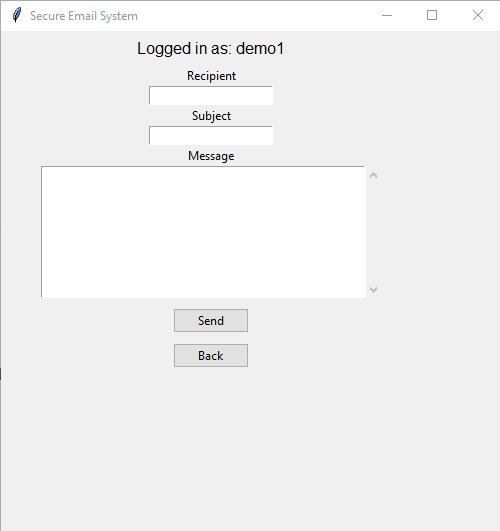 Secure Email System
Logged in as: demo1
Recipient
Subject
Message
Send
Back